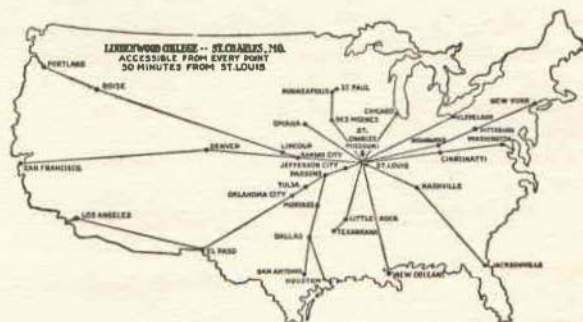 LINDENWOOD COLLEGE -- ST. CHARLES, MO.
ACCESSIBLE FROM EVERY POINT
50 MINUTES FROM ST. LOUIS
PORTLAND
BOISE
MINNEAPOLIS
ST PAUL
CHICAGO
NEW YORK
CLEVELAND
OMAHA
DES MOINES
PITTSBURG
ST. CHARLES
MISSOURI
WASHINGTON
DENVER
LINCOLN
KANSAS CITY
CINCINATTI
SAN FRANCISCO
JEFFERSON CITY
ST. LOUIS
PARSONS
TULSA
NASHVILLE
OKLAHOMA CITY
LOS ANGELES
LITTLE ROCK
EL PASO
DALLAS
JACKSONVILLE
SAN ANTONIO
HOUSTON
NEW ORLEANS